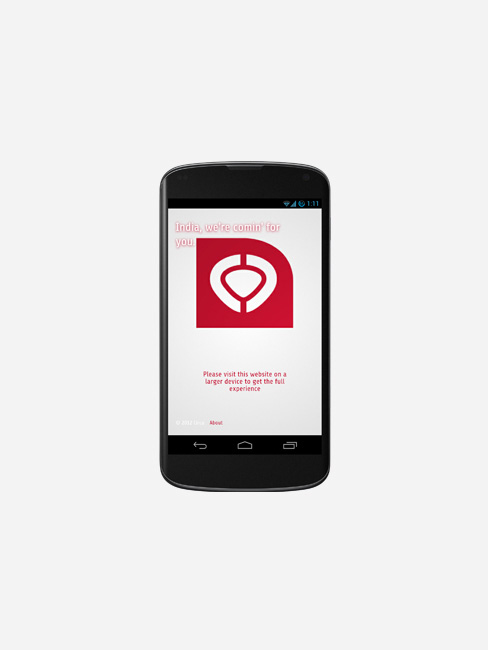 1:11
India, we're comin' for
you
Please visit this website on a
larger device to get the full
experience
About